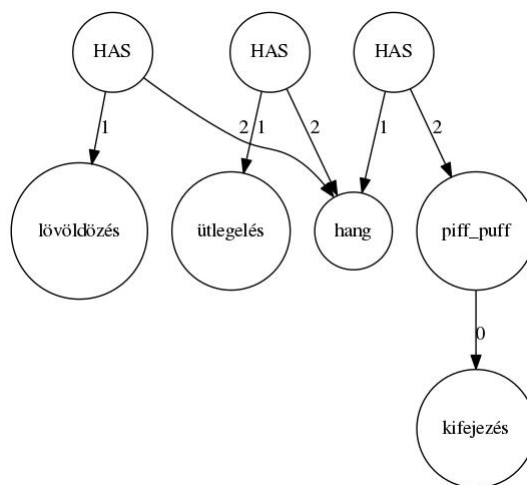 HAS HAS HAS
1 2 1 2 1 2
lövöldözés ütlegelés hang piff_puff
0
kifejezés